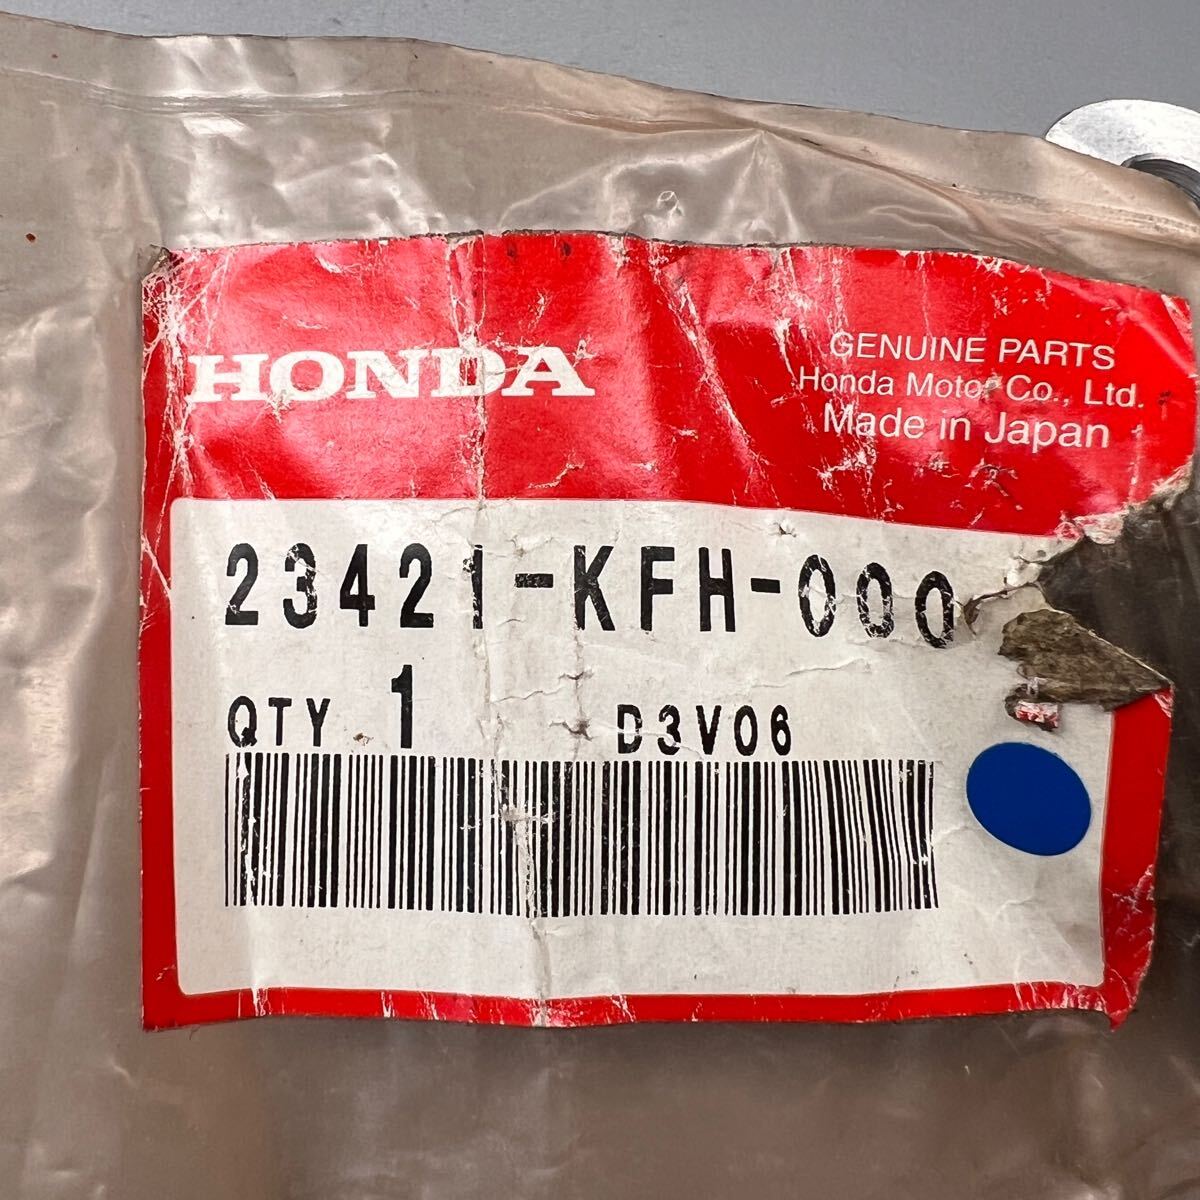 HONDA
GENUINE PARTS
Honda Motor Co., Ltd.
Made in Japan
23421-KFH-000
QTY 1 D3V06